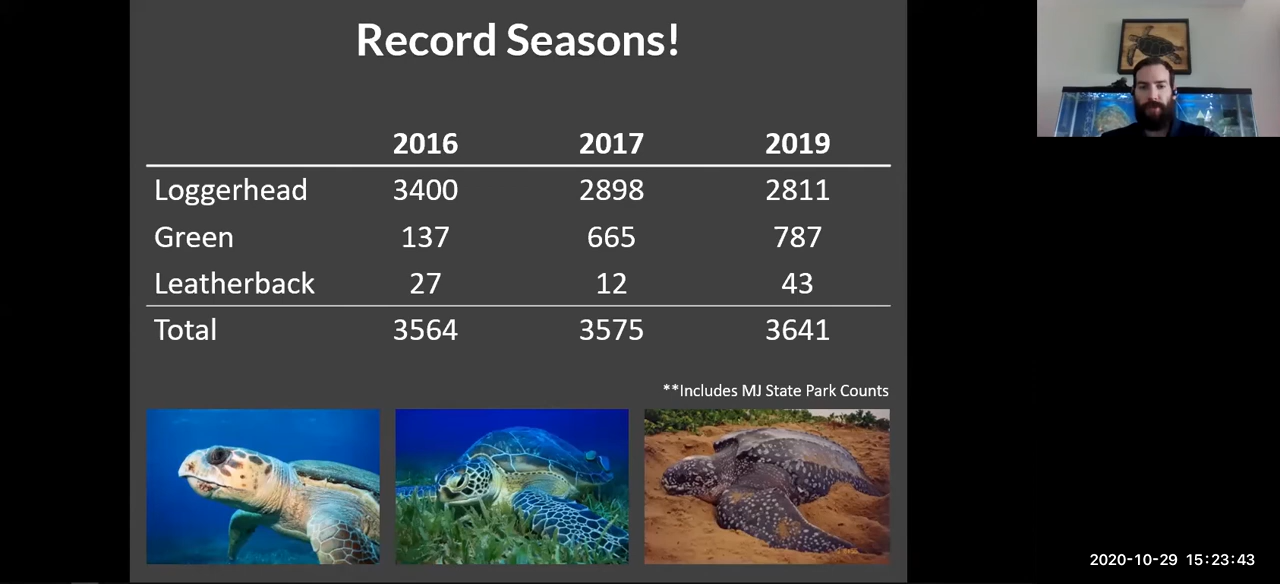 Record Seasons!
2016 2017 2019
Loggerhead 3400 2898 2811
Green 137 665 787
Leatherback 27 12 43
Total 3564 3575 3641
**Includes MJ State Park Counts
2020-10-29 15:23:43